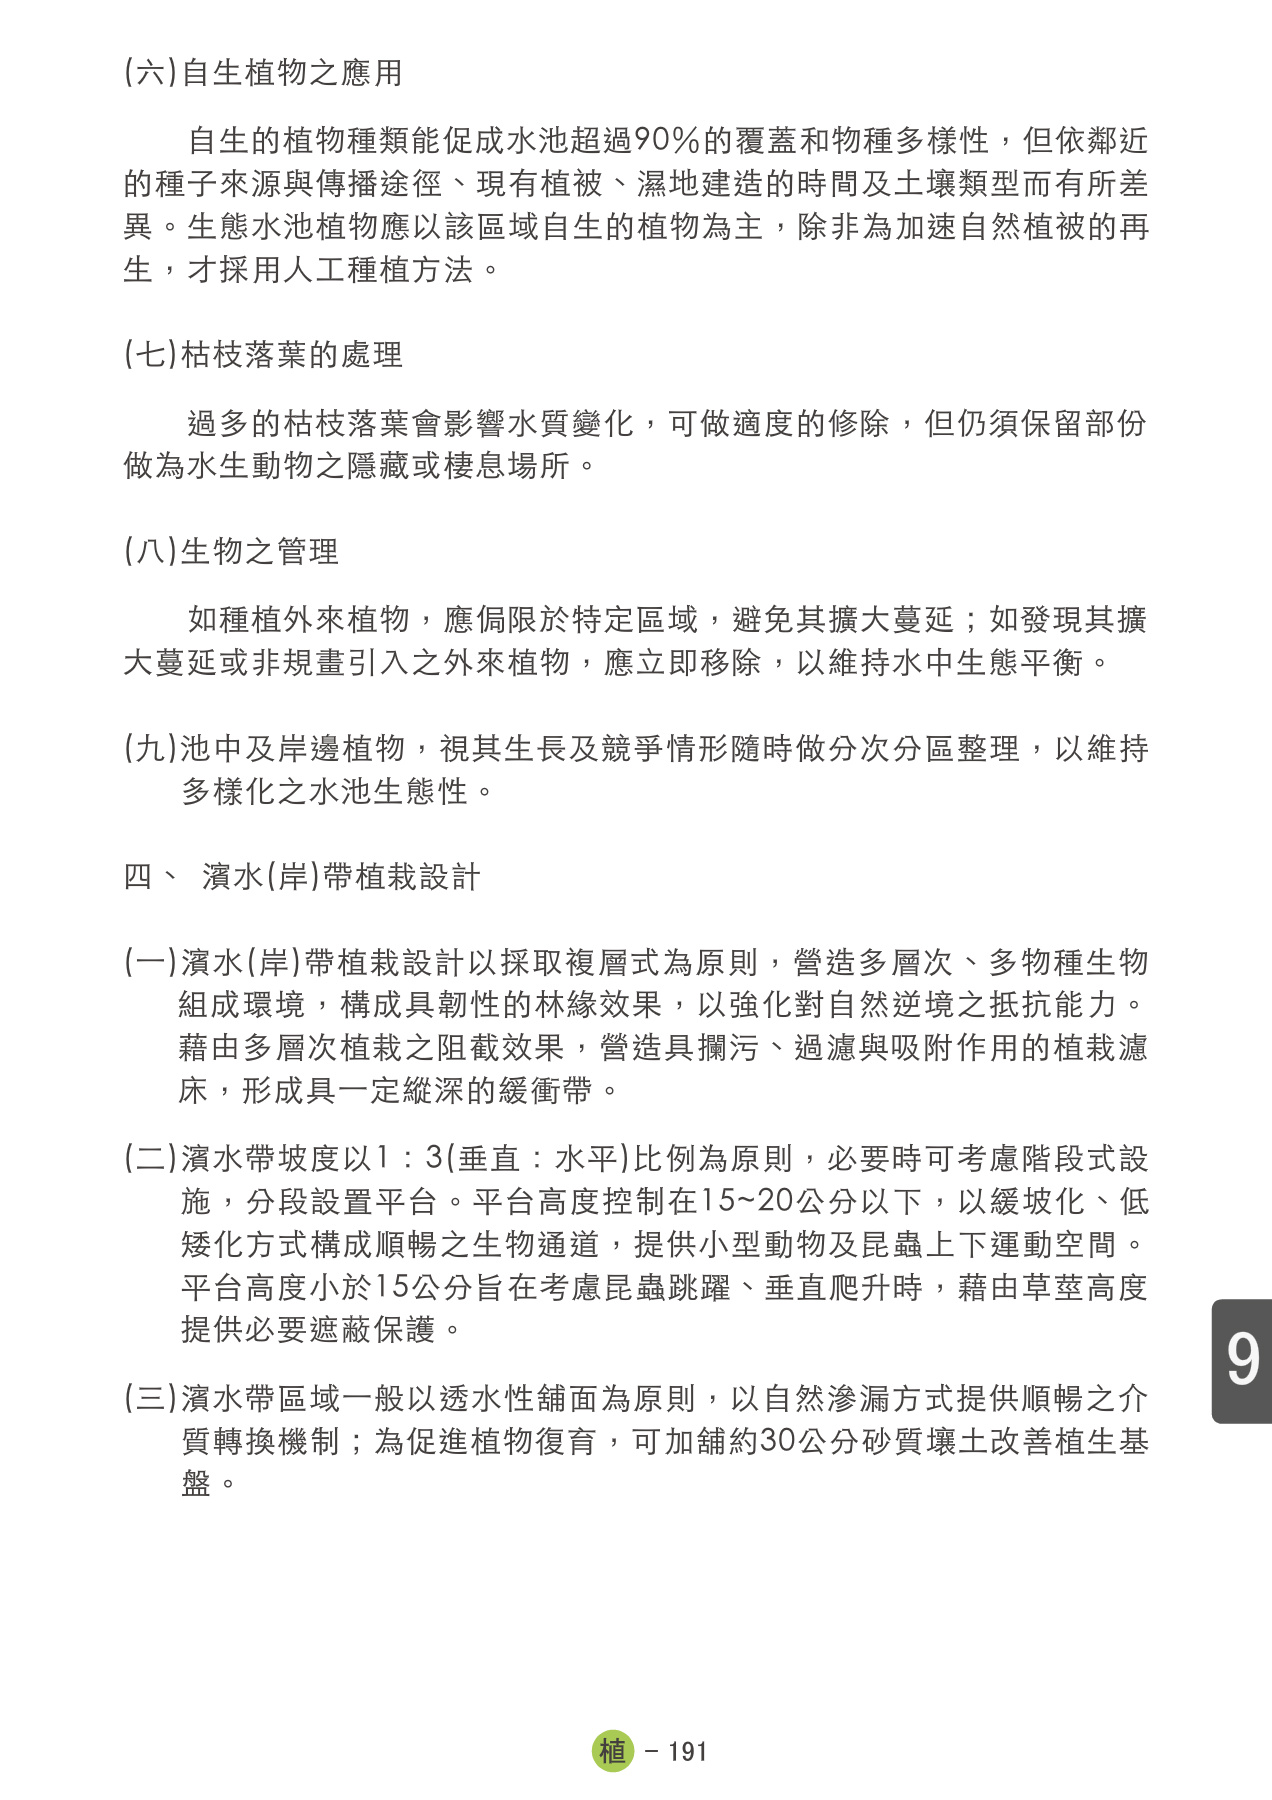 (六)自生植物之應用
自生的植物種類能促成水池超過90%的覆蓋和物種多樣性，但依鄰近
的種子來源與傳播途徑、現有植被、濕地建造的時間及土壤類型而有所差
異。生態水池植物應以該區域自生的植物為主，除非為加速自然植被的再
生，才採用人工種植方法。
(七)枯枝落葉的處理
過多的枯枝落葉會影響水質變化，可做適度的修除，但仍須保留部份
做為水生動物之隱藏或棲息場所。
(八)生物之管理
如種植外來植物，應侷限於特定區域，避免其擴大蔓延；如發現其擴
大蔓延或非規畫引入之外來植物，應立即移除，以維持水中生態平衡。
(九)池中及岸邊植物，視其生長及競爭情形隨時做分次分區整理，以維持
多樣化之水池生態性。
四、 濱水(岸)帶植栽設計
(一)濱水(岸)帶植栽設計以採取複層式為原則，營造多層次、多物種生物
組成環境，構成具韌性的林緣效果，以強化對自然逆境之抵抗能力。
藉由多層次植栽之阻截效果，營造具攔污、過濾與吸附作用的植栽濾
床，形成具一定縱深的緩衝帶。
(二)濱水帶坡度以1：3(垂直：水平)比例為原則，必要時可考慮階段式設
施，分段設置平台。平台高度控制在15~20公分以下，以緩坡化、低
矮化方式構成順暢之生物通道，提供小型動物及昆蟲上下運動空間。
平台高度小於15公分旨在考慮昆蟲跳躍、垂直爬升時，藉由草莖高度
提供必要遮蔽保護。
(三)濱水帶區域一般以透水性舖面為原則，以自然滲漏方式提供順暢之介
質轉換機制；為促進植物復育，可加舖約30公分砂質壤土改善植生基
盤。
9
植 - 191